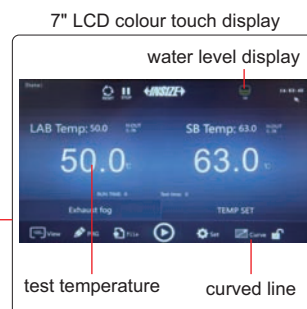 7" LCD colour touch display
water level display
INSIZE
LAB Temp: 50.0
SB Temp: 63.0
50.0
63.0
Exhaust fog
TEMP SET
View
File
Set
Curve
test temperature
curved line